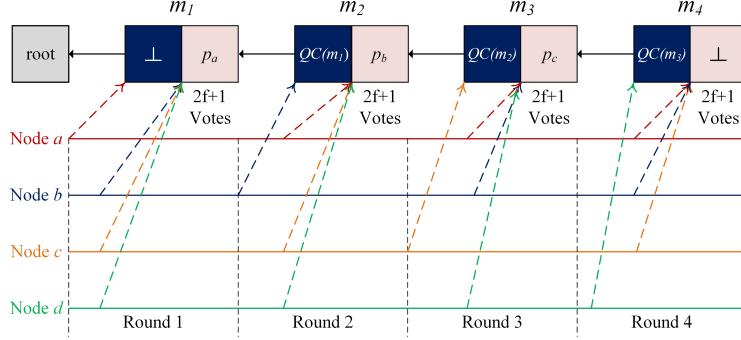 m1 m2 m3 m4
root ⊥ pa QC(m1) pb QC(m2) pc QC(m3) ⊥
2f+1 2f+1 2f+1 2f+1
Votes Votes Votes Votes
Node a
Node b
Node c
Node d
Round 1 Round 2 Round 3 Round 4